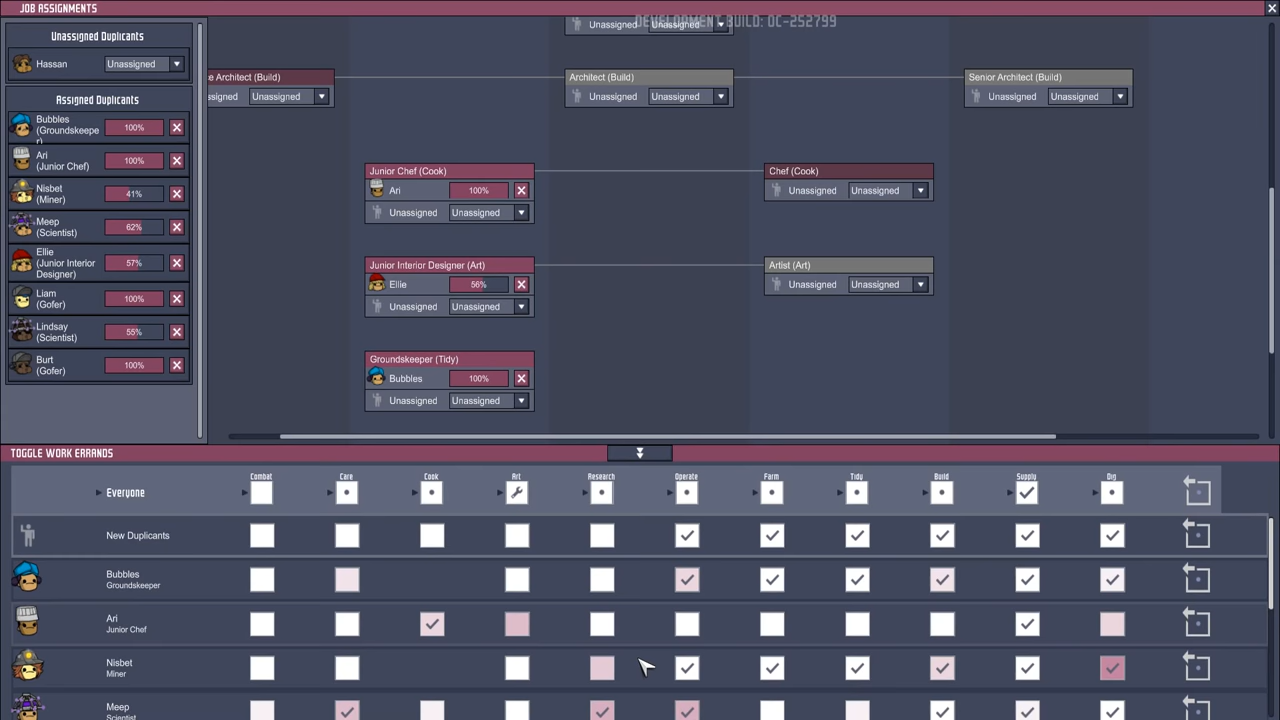 JOB ASSIGNMENTS
DEVELOPMENT BUILD: OC-252799
Unassigned Duplicants
Hassan
Unassigned
Assigned Duplicants
Bubbles
(Groundskeepe
r)
100%
Ari
(Junior Chef)
100%
Nisbet
(Miner)
41%
Meep
(Scientist)
62%
Ellie
(Junior Interior
Designer)
57%
Liam
(Gofer)
100%
Lindsay
(Scientist)
55%
Burt
(Gofer)
100%
Unassigned
Unassigned
e Architect (Build)
ssigned
Unassigned
Architect (Build)
Unassigned
Unassigned
Senior Architect (Build)
Unassigned
Unassigned
Junior Chef (Cook)
Ari
100%
Unassigned
Unassigned
Chef (Cook)
Unassigned
Unassigned
Junior Interior Designer (Art)
Ellie
56%
Unassigned
Unassigned
Artist (Art)
Unassigned
Unassigned
Groundskeeper (Tidy)
Bubbles
100%
Unassigned
Unassigned
TOGGLE WORK ERRANDS
Everyone
Combat
Care
Cook
Art
Research
Operate
Farm
Tidy
Build
Supply
Dig
New Duplicants
Bubbles
Groundskeeper
Ari
Junior Chef
Nisbet
Miner
Meep
Scientist